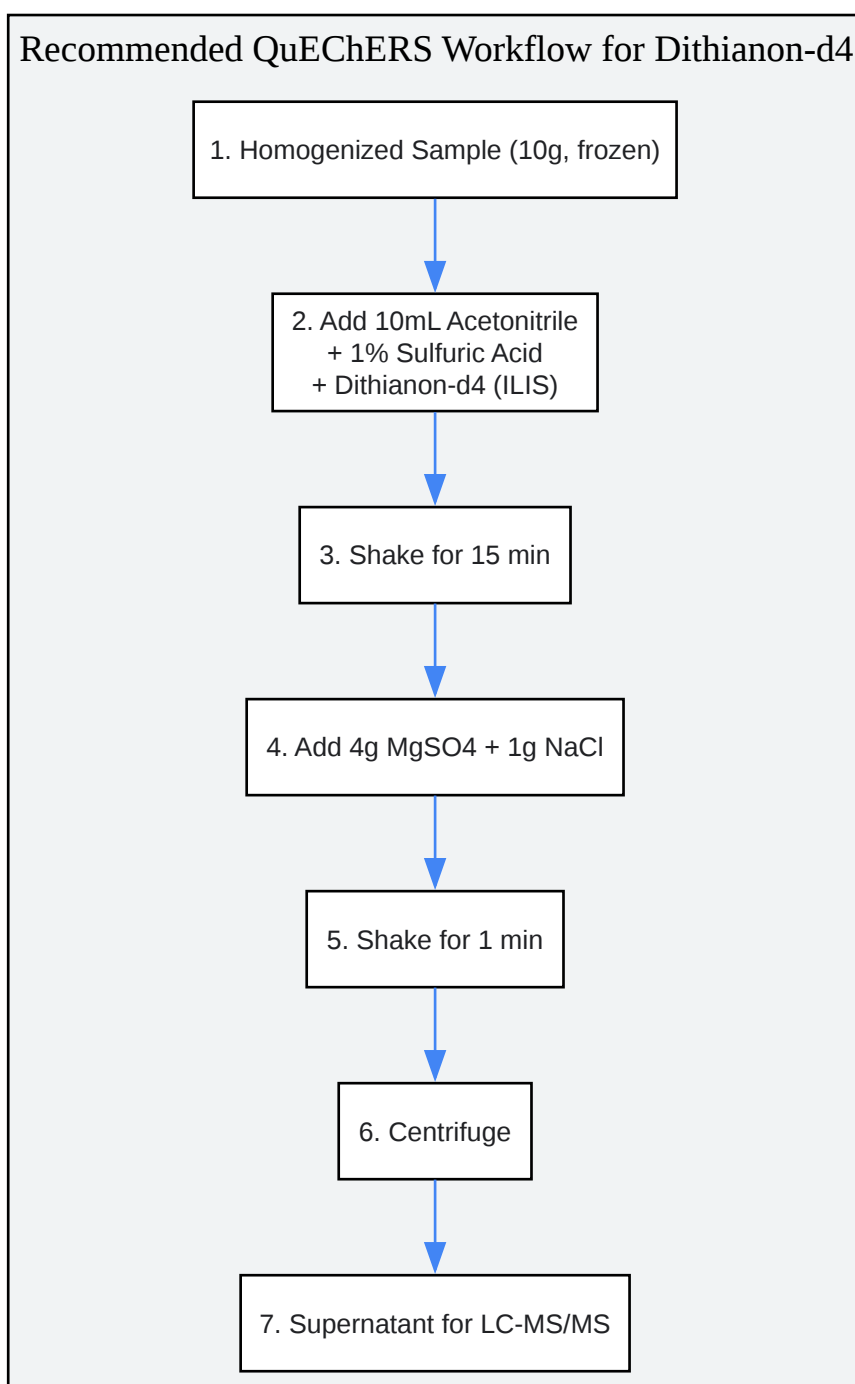 Recommended QuEChERS Workflow for Dithianon-d4
1. Homogenized Sample (10g, frozen)
2. Add 10mL Acetonitrile
+ 1% Sulfuric Acid
+ Dithianon-d4 (ILIS)
3. Shake for 15 min
4. Add 4g MgSO4 + 1g NaCl
5. Shake for 1 min
6. Centrifuge
7. Supernatant for LC-MS/MS